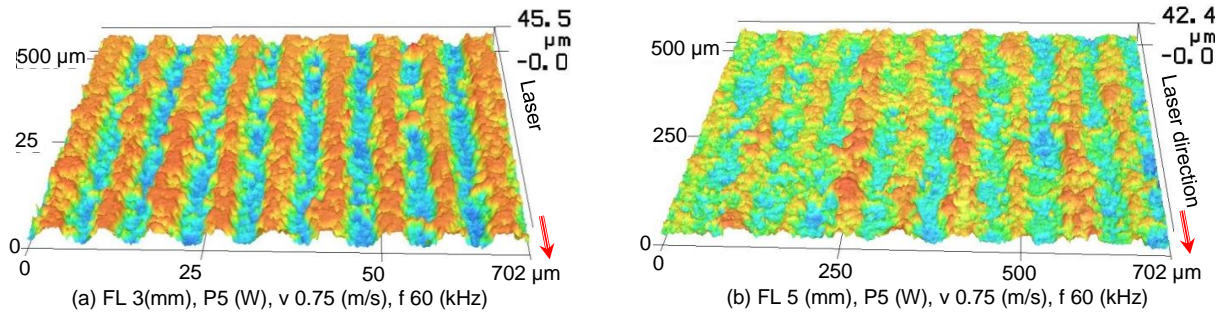 45.5
µm
-0.0
500 µm
Laser
25
0
0
25
50
702 µm
(a) FL 3(mm), P5 (W), v 0.75 (m/s), f 60 (kHz)
42.4
µm
-0.0
500 µm
Laser direction
250
0
0
250
500
702 µm
(b) FL 5 (mm), P5 (W), v 0.75 (m/s), f 60 (kHz)